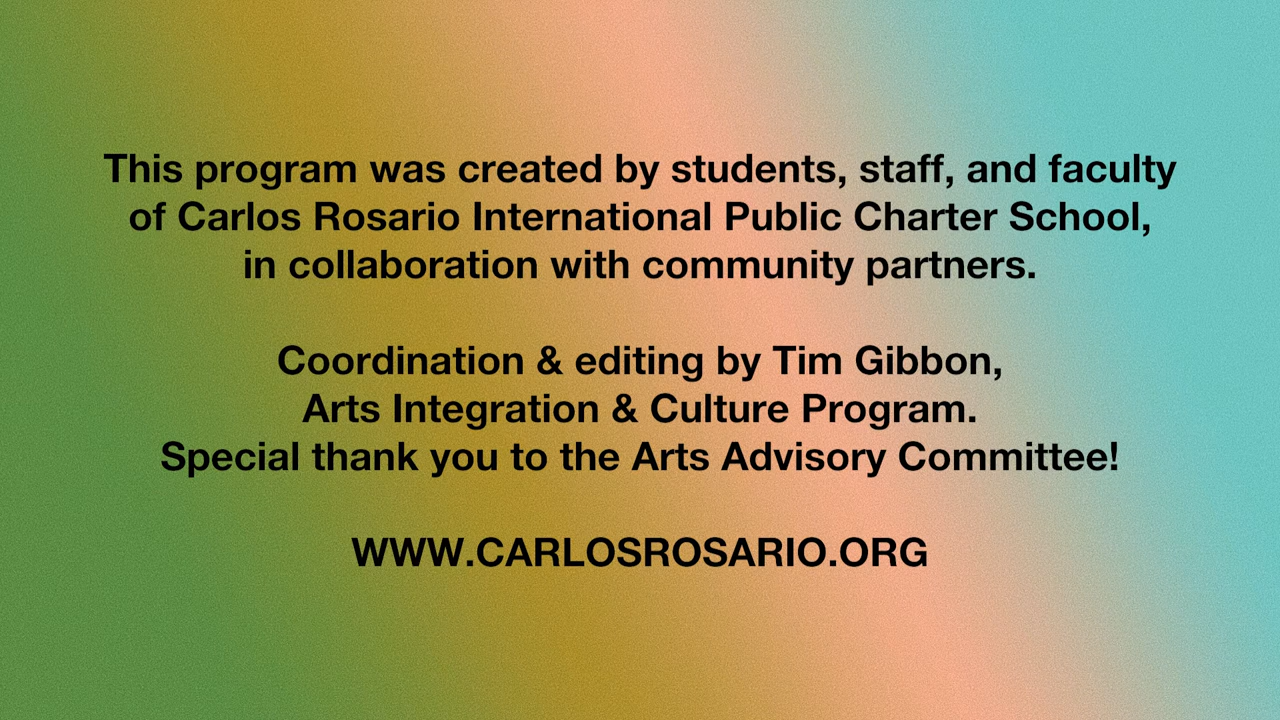 This program was created by students, staff, and faculty
of Carlos Rosario International Public Charter School,
in collaboration with community partners.
Coordination & editing by Tim Gibbon,
Arts Integration & Culture Program.
Special thank you to the Arts Advisory Committee!
WWW.CARLOSROSARIO.ORG